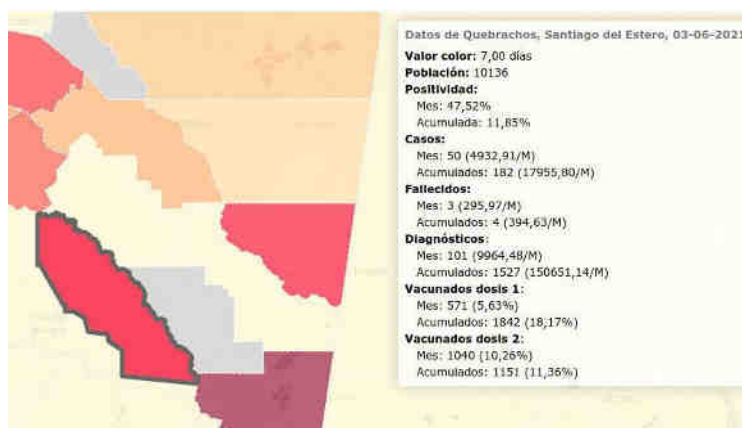 Datos de Quebrachos, Santiago del Estero, 03-06-2021
Valor color: 7,00 días
Población: 10136
Positividad:
Mes: 47,52%
Acumulada: 11,85%
Casos:
Mes: 50 (4932,91/M)
Acumulados: 182 (17955,80/M)
Fallecidos:
Mes: 3 (295,97/M)
Acumulados: 4 (394,63/M)
Diagnósticos:
Mes: 101 (9964,48/M)
Acumulados: 1527 (150651,14/M)
Vacunados dosis 1:
Mes: 571 (5,63%)
Acumulados: 1842 (18,17%)
Vacunados dosis 2:
Mes: 1040 (10,26%)
Acumulados: 1151 (11,36%)